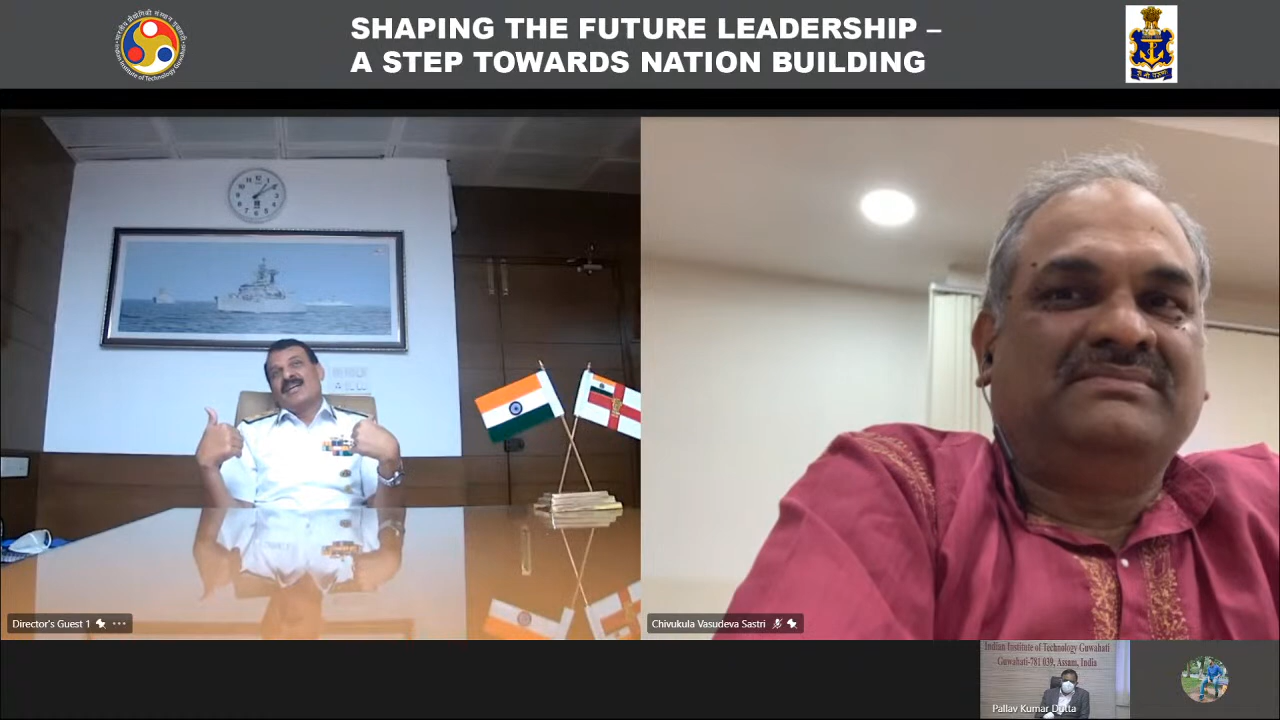 SHAPING THE FUTURE LEADERSHIP –
A STEP TOWARDS NATION BUILDING
Director's Guest 1
Chivukula Vasudeva Sastri
Indian Institute of Technology Guwahati
Guwahati-781 039, Assam, India
Pallav Kumar Dutta